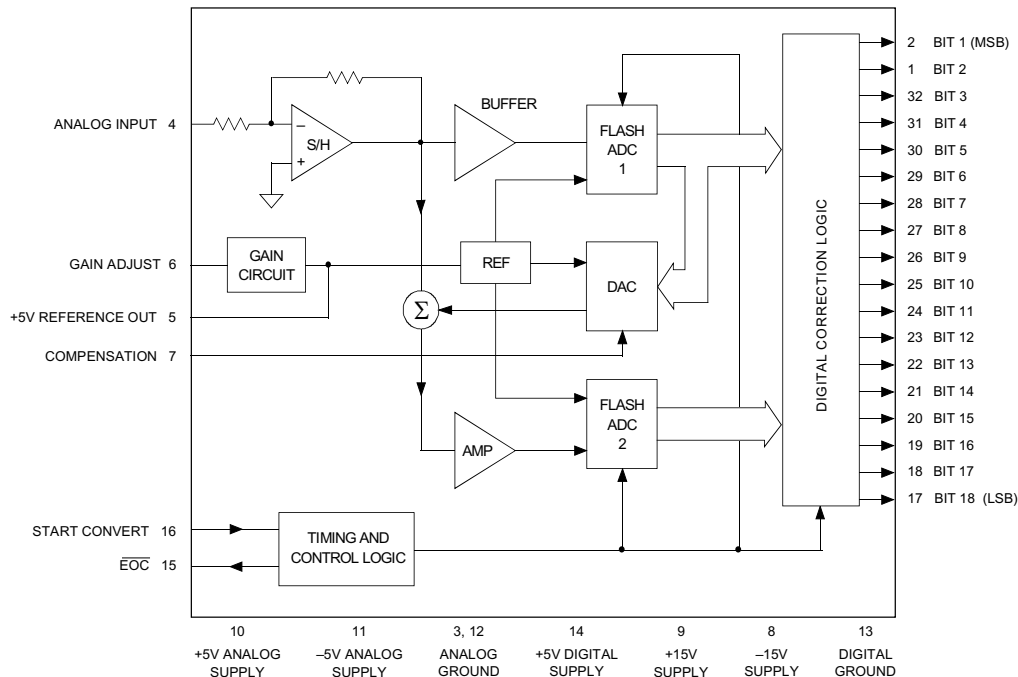 ANALOG INPUT 4
GAIN ADJUST 6
+5V REFERENCE OUT 5
COMPENSATION 7
START CONVERT 16
EOC 15
–
S/H
+
BUFFER
FLASH
ADC
1
GAIN
CIRCUIT
REF
DAC
Σ
AMP
FLASH
ADC
2
TIMING AND
CONTROL LOGIC
DIGITAL CORRECTION LOGIC
2 BIT 1 (MSB)
1 BIT 2
32 BIT 3
31 BIT 4
30 BIT 5
29 BIT 6
28 BIT 7
27 BIT 8
26 BIT 9
25 BIT 10
24 BIT 11
23 BIT 12
22 BIT 13
21 BIT 14
20 BIT 15
19 BIT 16
18 BIT 17
17 BIT 18 (LSB)
10
+5V ANALOG
SUPPLY
11
–5V ANALOG
SUPPLY
3, 12
ANALOG
GROUND
14
+5V DIGITAL
SUPPLY
9
+15V
SUPPLY
8
–15V
SUPPLY
13
DIGITAL
GROUND